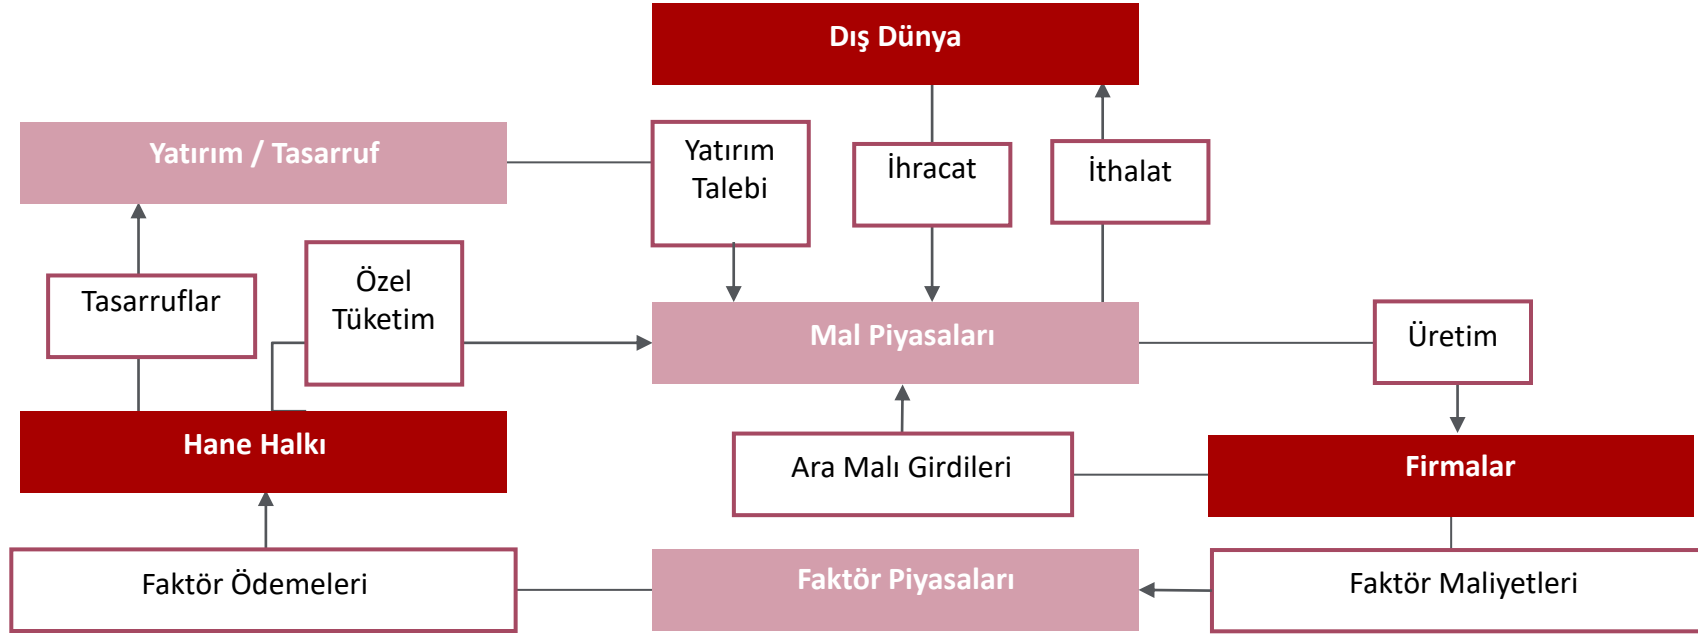 Dış Dünya
Yatırım / Tasarruf
Yatırım
Talebi
İhracat
İthalat
Tasarruflar
Özel
Tüketim
Mal Piyasaları
Üretim
Hane Halkı
Ara Malı Girdileri
Firmalar
Faktör Ödemeleri
Faktör Piyasaları
Faktör Maliyetleri